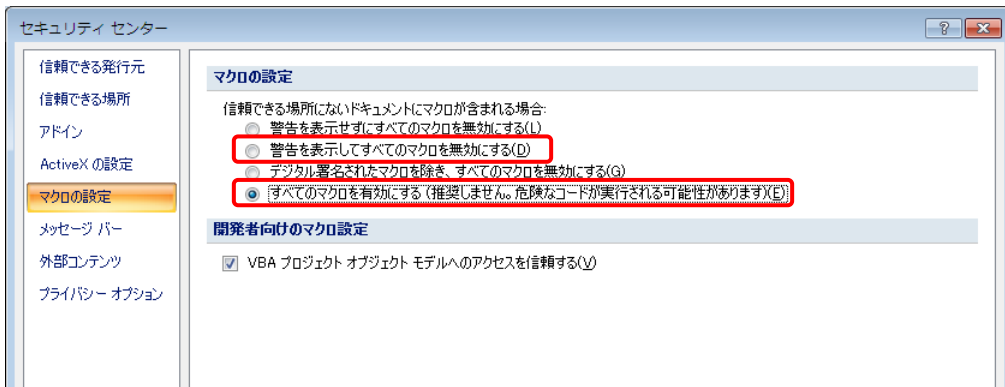 セキュリティ センター
信頼できる発行元
信頼できる場所
アドイン
ActiveX の設定
マクロの設定
メッセージ バー
外部コンテンツ
プライバシー オプション
マクロの設定
信頼できる場所にないドキュメントにマクロが含まれる場合:
警告を表示せずにすべてのマクロを無効にする(L)
警告を表示してすべてのマクロを無効にする(D)
デジタル署名されたマクロを除き、すべてのマクロを無効にする(G)
すべてのマクロを有効にする (推奨しません。危険なコードが実行される可能性があります)(E)
開発者向けのマクロ設定
VBA プロジェクト オブジェクト モデルへのアクセスを信頼する(V)